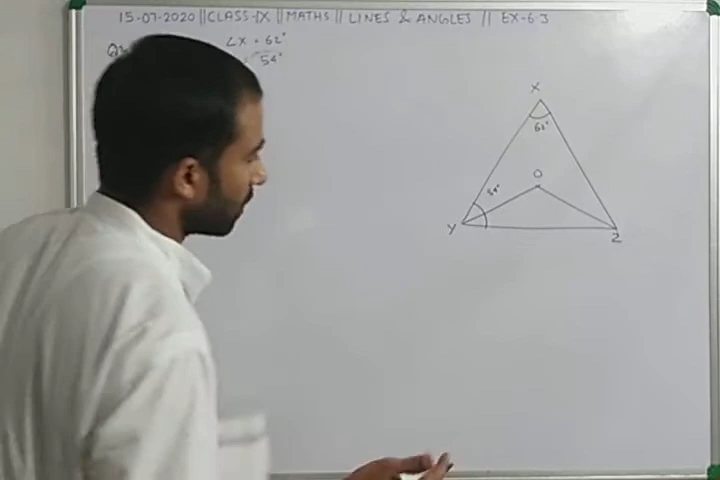 15-07-2020 || CLASS-IX || MATHS || LINES & ANGLES || EX-6.3
∠X = 62°
= 54°
X
62°
O
54°
Y
Z